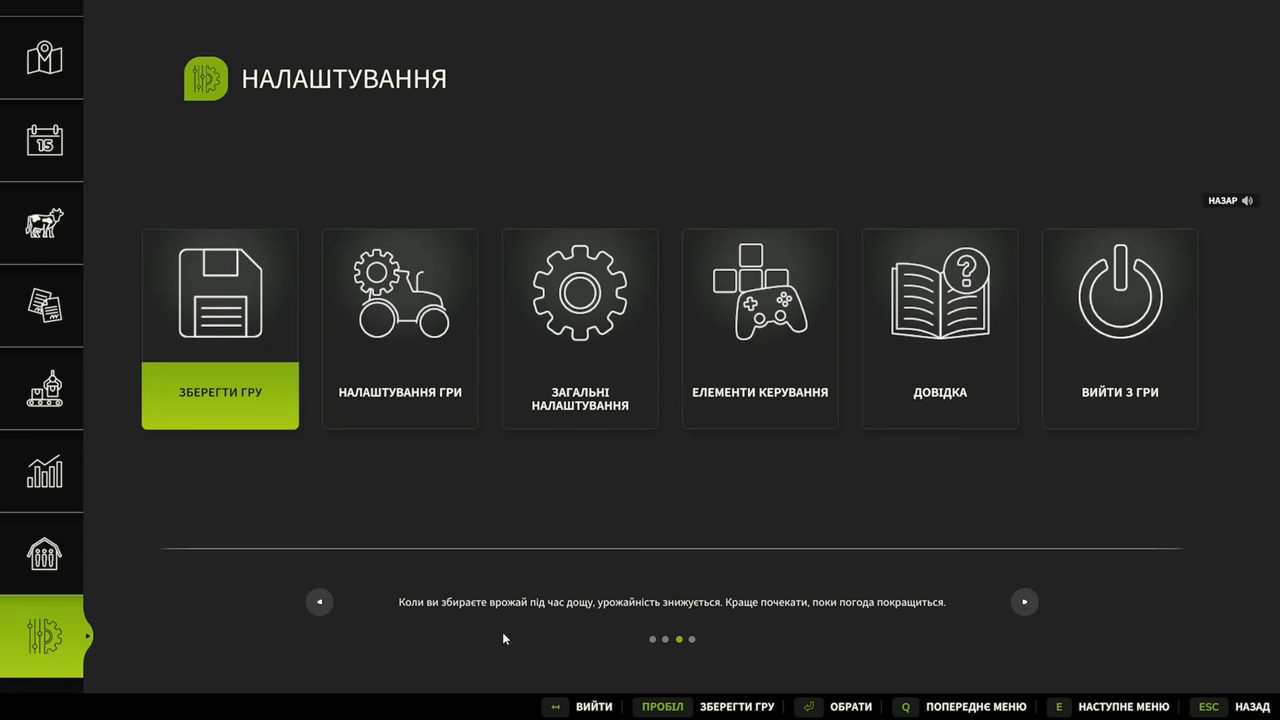 НАЛАШТУВАННЯ
15
НАЗАР
?
ЗБЕРЕГТИ ГРУ
НАЛАШТУВАННЯ ГРИ
ЗАГАЛЬНІ
НАЛАШТУВАННЯ
ЕЛЕМЕНТИ КЕРУВАННЯ
ДОВІДКА
ВИЙТИ З ГРИ
Коли ви збираєте врожай під час дощу, урожайність знижується. Краще почекати, поки погода покращиться.
ВИЙТИ
ПРОБІЛ ЗБЕРЕГТИ ГРУ
ОБРАТИ
Q ПОПЕРЕДНЄ МЕНЮ
E НАСТУПНЕ МЕНЮ
ESC НАЗАД